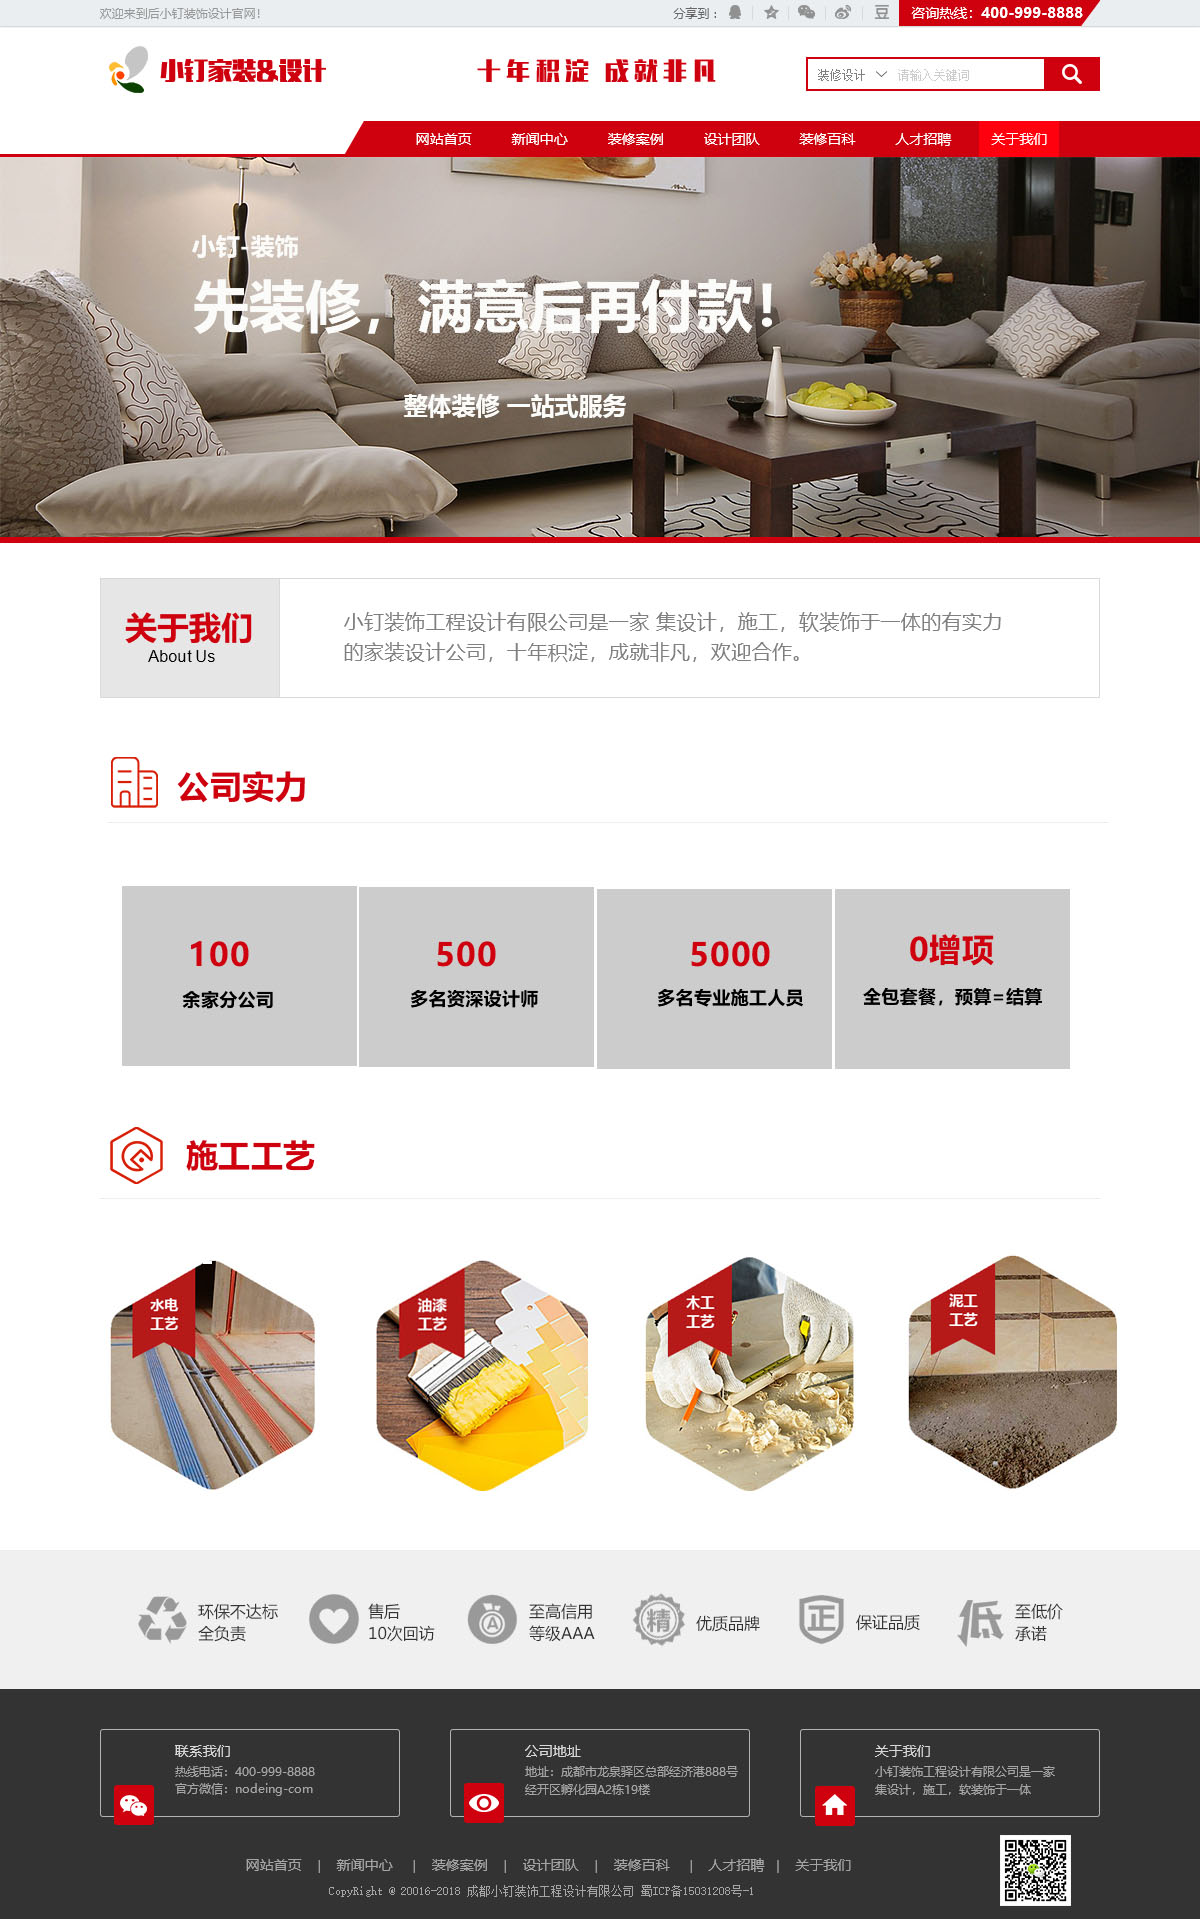 欢迎来到后小钉装饰设计官网!
分享到：
咨询热线：400-999-8888
小钉家装&设计
十年积淀 成就非凡
装修设计 请输入关键词
网站首页 新闻中心 装修案例 设计团队 装修百科 人才招聘 关于我们
小钉-装饰
先装修，满意后再付款！
整体装修 一站式服务
关于我们
About Us
小钉装饰工程设计有限公司是一家 集设计，施工，软装饰于一体的有实力
的家装设计公司，十年积淀，成就非凡，欢迎合作。
公司实力
100
余家分公司
500
多名资深设计师
5000
多名专业施工人员
0增项
全包套餐，预算=结算
施工工艺
水电
工艺
油漆
工艺
木工
工艺
泥工
工艺
环保不达标
全负责
售后
10次回访
至高信用
等级AAA
精
优质品牌
正
保证品质
低
至低价
承诺
联系我们
热线电话：400-999-8888
官方微信：nodeing-com
公司地址
地址：成都市龙泉驿区总部经济港888号
经开区孵化园A2栋19楼
关于我们
小钉装饰工程设计有限公司是一家
集设计，施工，软装饰于一体
网站首页 | 新闻中心 | 装修案例 | 设计团队 | 装修百科 | 人才招聘 | 关于我们
CopyRight @ 20016-2018 成都小钉装饰工程设计有限公司 蜀ICP备15031208号-1